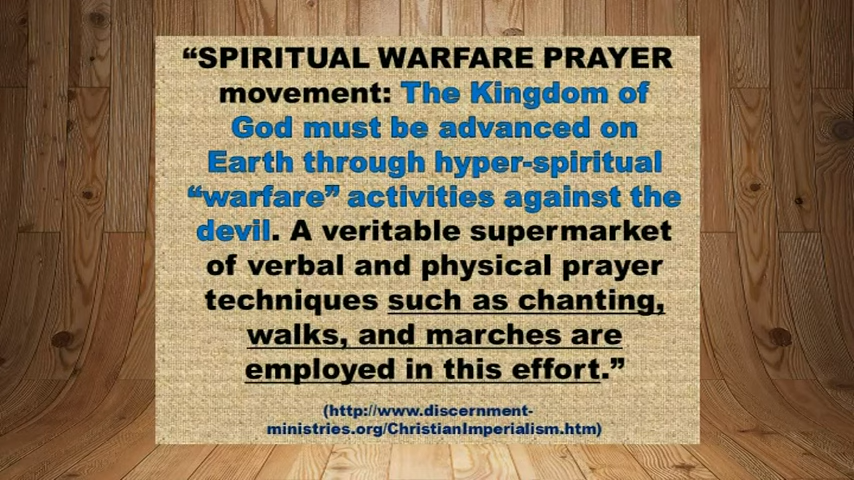 “SPIRITUAL WARFARE PRAYER
movement: The Kingdom of
God must be advanced on
Earth through hyper-spiritual
“warfare” activities against the
devil. A veritable supermarket
of verbal and physical prayer
techniques such as chanting,
walks, and marches are
employed in this effort.”
(http://www.discernment-
ministries.org/ChristianImperialism.htm)